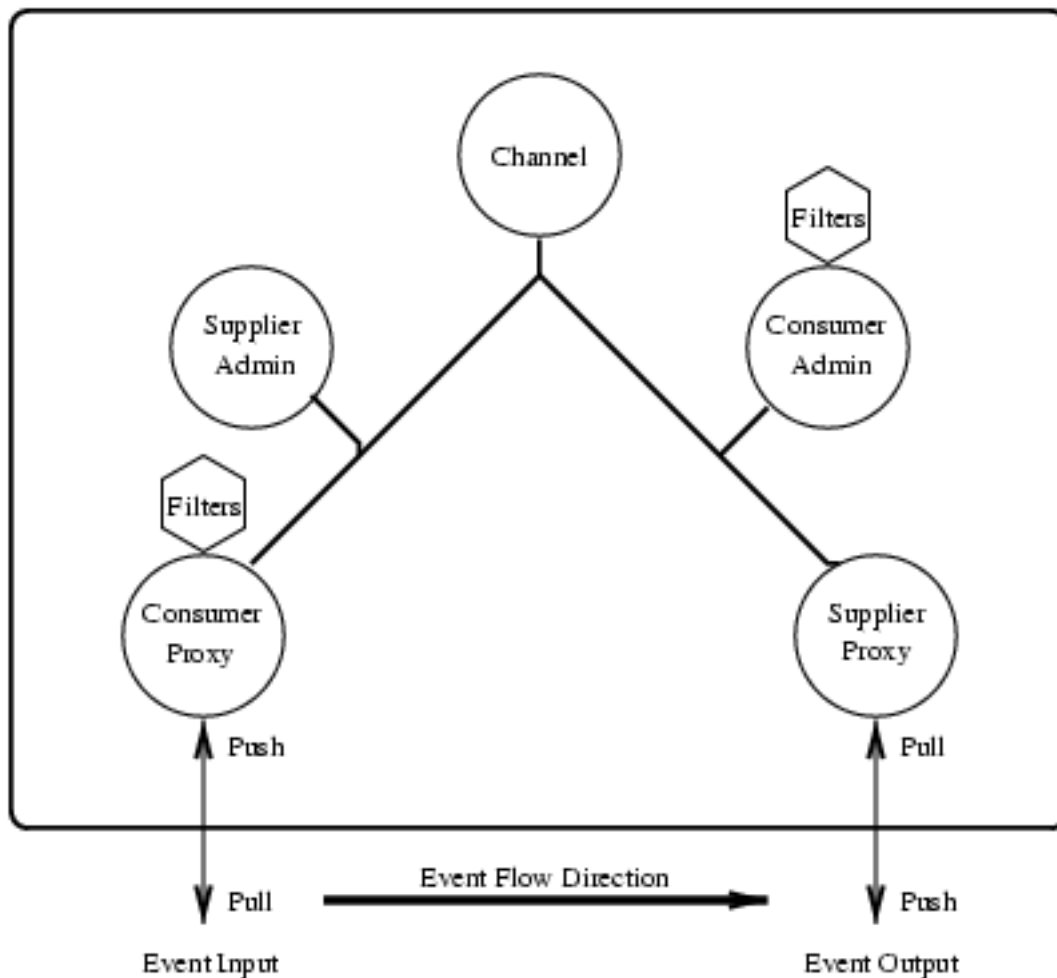 Channel
Filters
Supplier
Admin
Consumer
Admin
Filters
Consumer
Proxy
Supplier
Proxy
Push
Pull
Event Flow Direction
Pull
Push
Event Input
Event Output